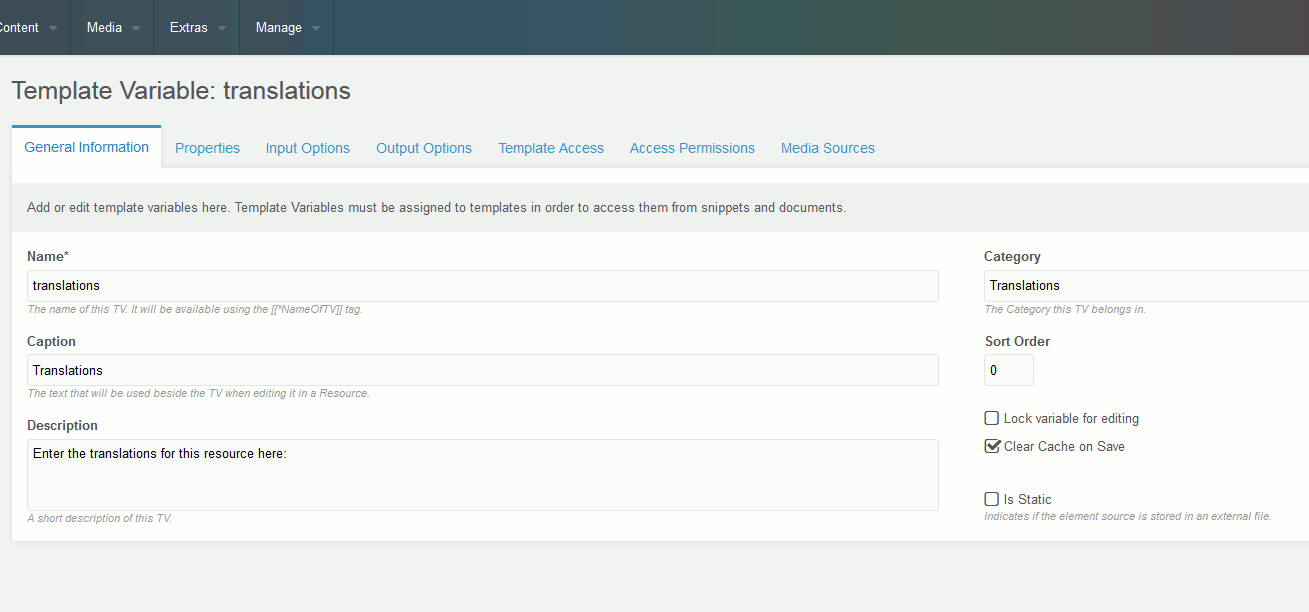 Content Media Extras Manage
Template Variable: translations
General Information Properties Input Options Output Options Template Access Access Permissions Media Sources
Add or edit template variables here. Template Variables must be assigned to templates in order to access them from snippets and documents.
Name*
translations
The name of this TV. It will be available using the [[*NameOfTV]] tag.
Caption
Translations
The text that will be used beside the TV when editing it in a Resource.
Description
Enter the translations for this resource here:
A short description of this TV.
Category
Translations
The Category this TV belongs in.
Sort Order
0
Lock variable for editing
Clear Cache on Save
Is Static
Indicates if the element source is stored in an external file.